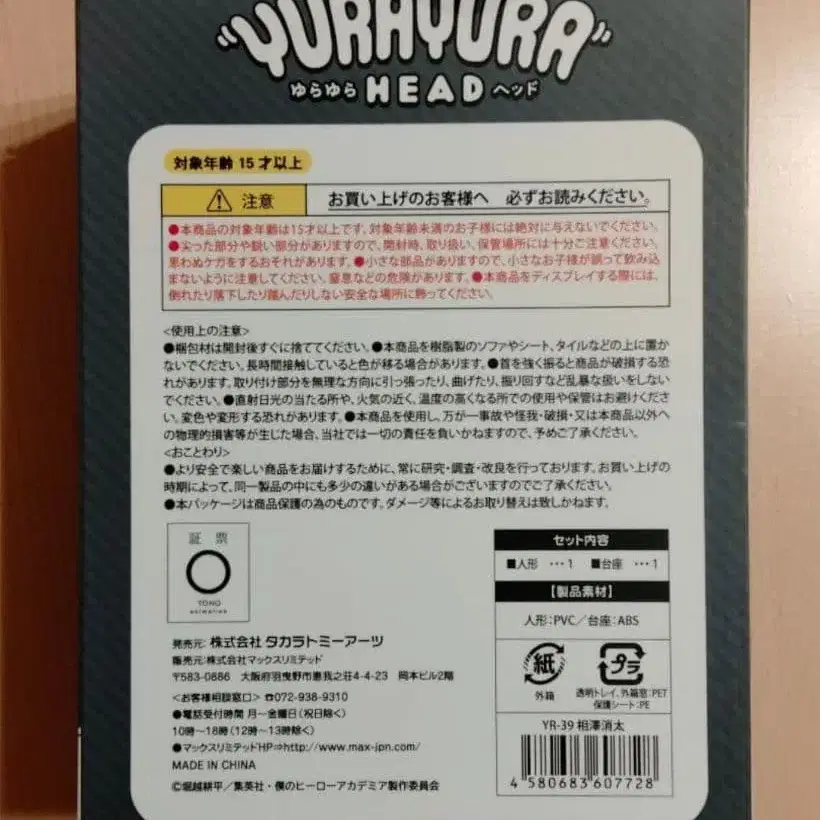 "YURAYURA"
ゆらゆら HEAD ヘッド
対象年齢 15才以上
注意 お買い上げのお客様へ 必ずお読みください。
●本商品の対象年齢は15才以上です。対象年齢未満のお子様には絶対に与えないでください。
●尖った部分や鋭い部分がありますので、開封時、取り扱い、保管場所には十分ご注意ください。
思わぬケガをするおそれがあります。●小さな部品がありますので、小さなお子様が誤って飲み込
まないように注意してください。窒息などの危険があります。●本商品をディスプレイする際には、
倒れたり落下したり踏んだりしない安全な場所に飾ってください。
<使用上の注意>
●梱包材は開封後すぐに捨ててください。●本商品を樹脂製のソファやシート、タイルなどの上に置か
ないでください。長時間接触していると色が移る場合があります。●首を強く振ると商品が破損する恐
れがあります。取り付け部分を無理な方向に引っ張ったり、曲げたり、振り回すなど乱暴な扱いをしない
でください。●直射日光の当たる所や、火気の近く、温度の高くなる所での使用や保管はお避けくださ
い。変色や変形する恐れがあります。●本商品を使用し、万が一事故や怪我・破損・又は本商品以外へ
の物理的損害等が生じた場合、当社では一切の責任を負いかねますので、予めご了承ください。
<おことわり>
●より安全で楽しい商品をお届けするために、常に研究・調査・改良を行っております。お買い上げの
時期によって、同一製品の中にも多少の違いがある場合がございますのでご了承ください。
●本パッケージは商品保護の為のものです。ダメージ等によるお取り替えは致しかねます。
証票
TOHO
animation
セット内容
■人形 …1 ■台座 …1
【製品素材】
人形:PVC/台座:ABS
紙
外箱
プラ
透明トレイ、外箱窓:PET
保護シート:PE
発売元: 株式会社 タカラトミーアーツ
販売元:株式会社マックスリミテッド
〒583-0886 大阪府羽曳野市恵我之荘4-4-23 岡本ビル2階
<お客様相談窓口> ☎072-938-9310
●電話受付時間 月~金曜日(祝日除く)
10時~18時(12時~13時除く)
●マックスリミテッドHP⇒http://www.max-jpn.com/
MADE IN CHINA
©堀越耕平/集英社・僕のヒーローアカデミア製作委員会
YR-39 相澤消太
4 580683 607728